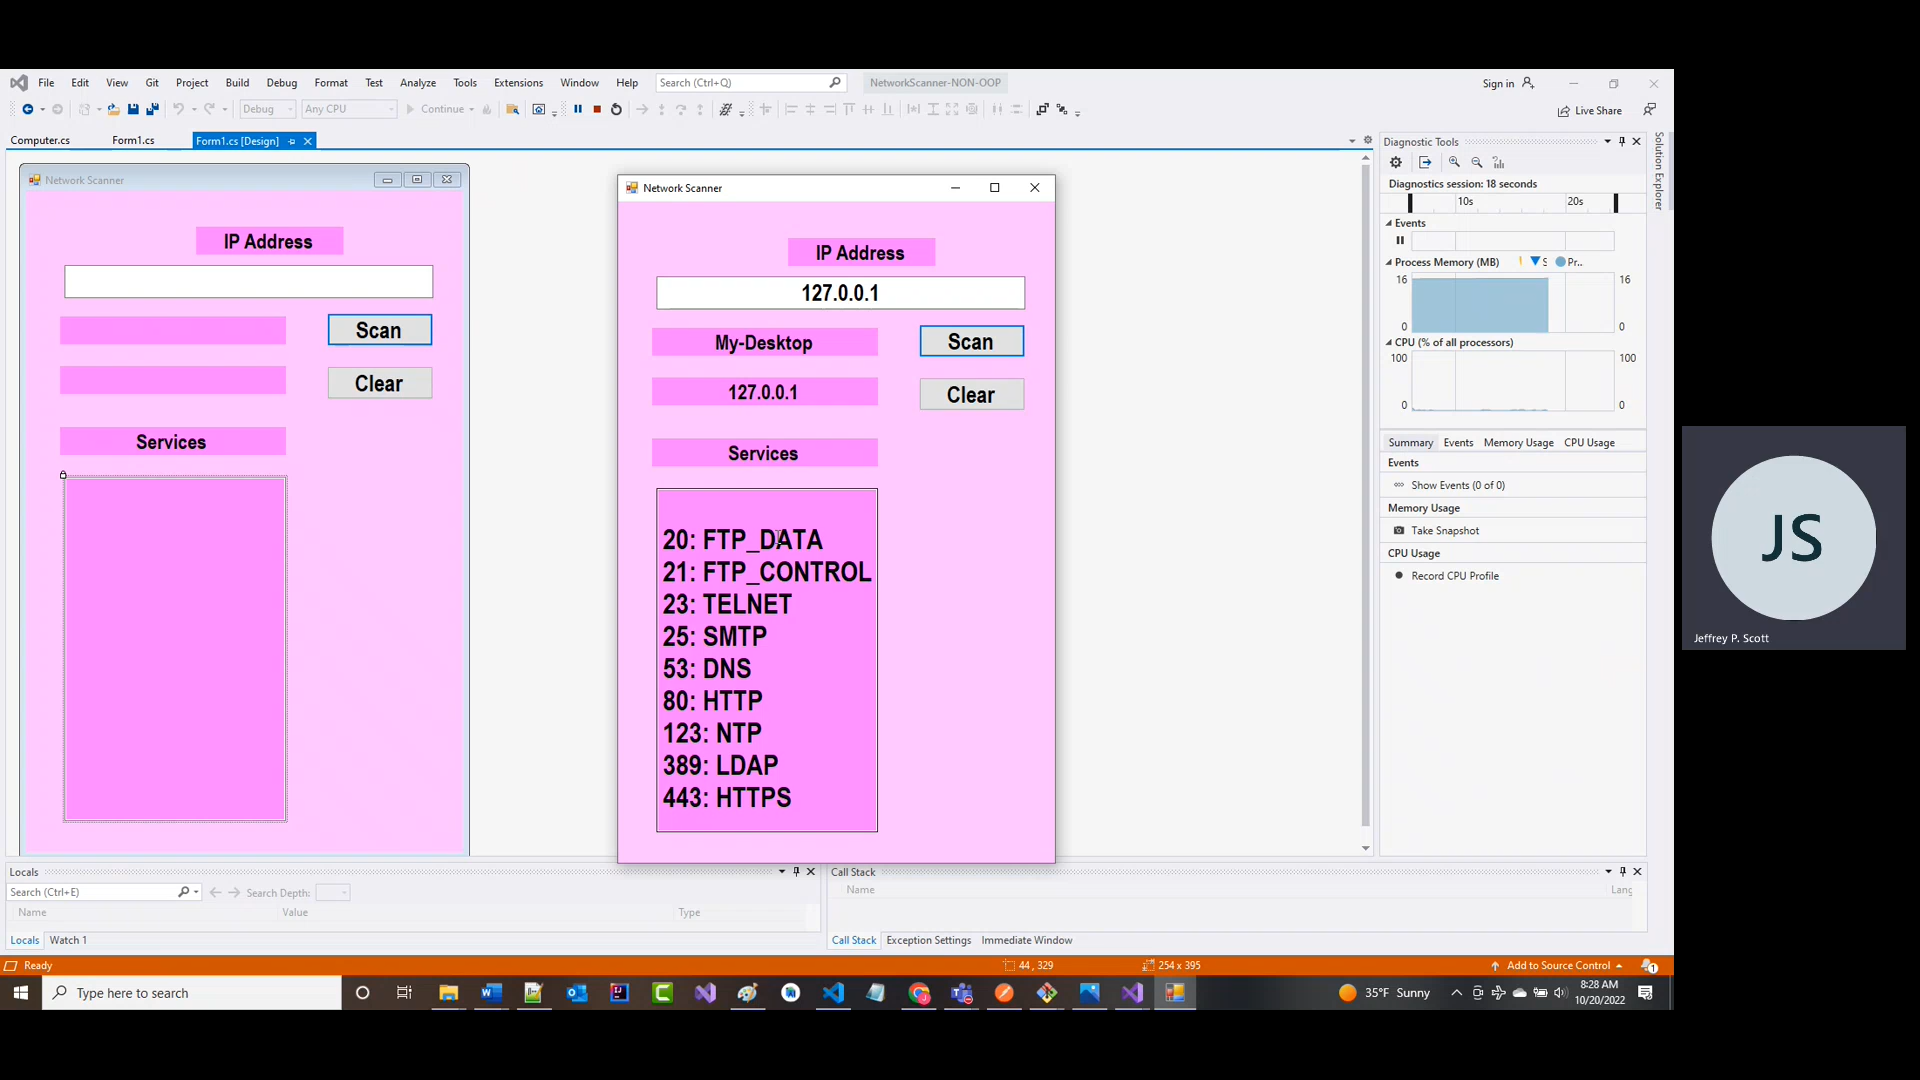 File Edit View Git Project Build Debug Format Test Analyze Tools Extensions Window Help Search (Ctrl+Q) NetworkScanner-NON-OOP Sign in
Debug Any CPU Continue Live Share
Computer.cs Form1.cs Form1.cs [Design]
Network Scanner
IP Address
Scan
Clear
Services
Network Scanner
IP Address
127.0.0.1
My-Desktop Scan
127.0.0.1 Clear
Services
20: FTP_DATA
21: FTP_CONTROL
23: TELNET
25: SMTP
53: DNS
80: HTTP
123: NTP
389: LDAP
443: HTTPS
Diagnostic Tools
Diagnostics session: 18 seconds
10s 20s
Events
Process Memory (MB) S Pr...
16 16
0 0
CPU (% of all processors)
100 100
0 0
Summary Events Memory Usage CPU Usage
Events
Show Events (0 of 0)
Memory Usage
Take Snapshot
CPU Usage
Record CPU Profile
Solution Explorer
JS
Jeffrey P. Scott
Locals
Search (Ctrl+E) Search Depth:
Name Value Type
Locals Watch 1
Call Stack
Name Lang
Call Stack Exception Settings Immediate Window
Ready 44 , 329 254 x 395 Add to Source Control 1
Type here to search 35°F Sunny 8:28 AM
10/20/2022